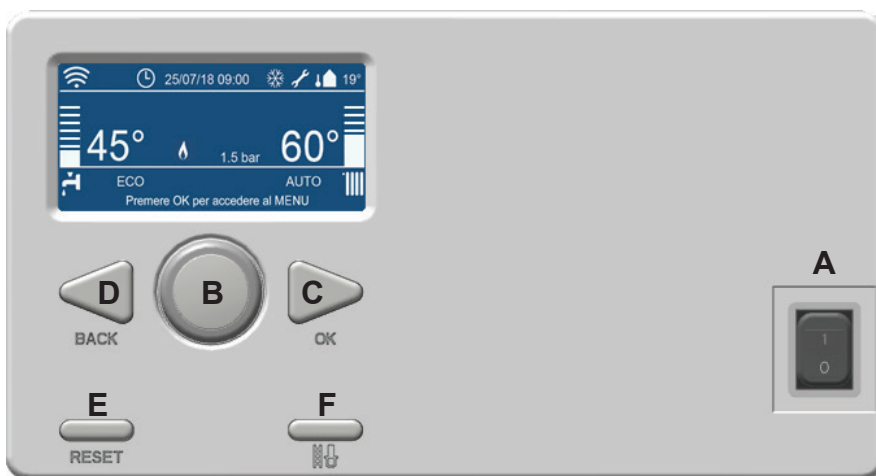 25/07/18 09:00 19°
45° 1.5 bar 60°
ECO AUTO
Premere OK per accedere al MENU
A
D B C
BACK OK
1
0
E F
RESET